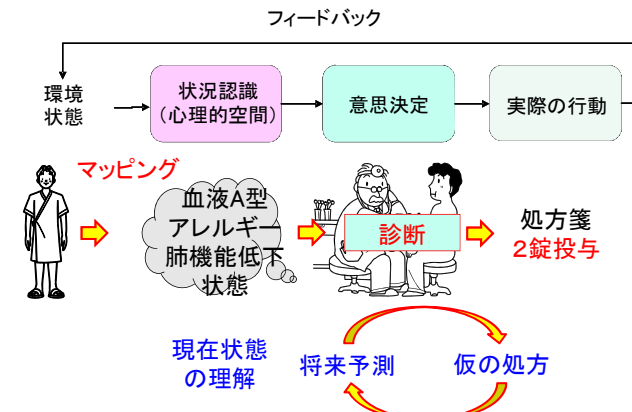 フィードバック
環境
状態
状況認識
（心理的空間）
意思決定
実際の行動
マッピング
血液A型
アレルギー
肺機能低下
状態
診断
処方箋
２錠投与
現在状態
の理解
将来予測
仮の処方